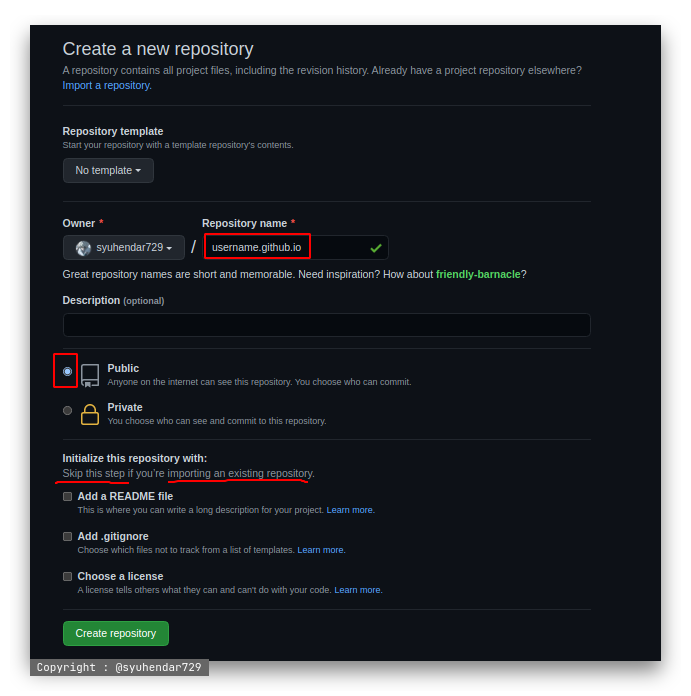 Create a new repository
A repository contains all project files, including the revision history. Already have a project repository elsewhere?
Import a repository.
Repository template
Start your repository with a template repository's contents.
No template
Owner * Repository name *
syuhendar729 / username.github.io
Great repository names are short and memorable. Need inspiration? How about friendly-barnacle?
Description (optional)
Public
Anyone on the internet can see this repository. You choose who can commit.
Private
You choose who can see and commit to this repository.
Initialize this repository with:
Skip this step if you're importing an existing repository.
Add a README file
This is where you can write a long description for your project. Learn more.
Add .gitignore
Choose which files not to track from a list of templates. Learn more.
Choose a license
A license tells others what they can and can't do with your code. Learn more.
Create repository
Copyright : @syuhendar729